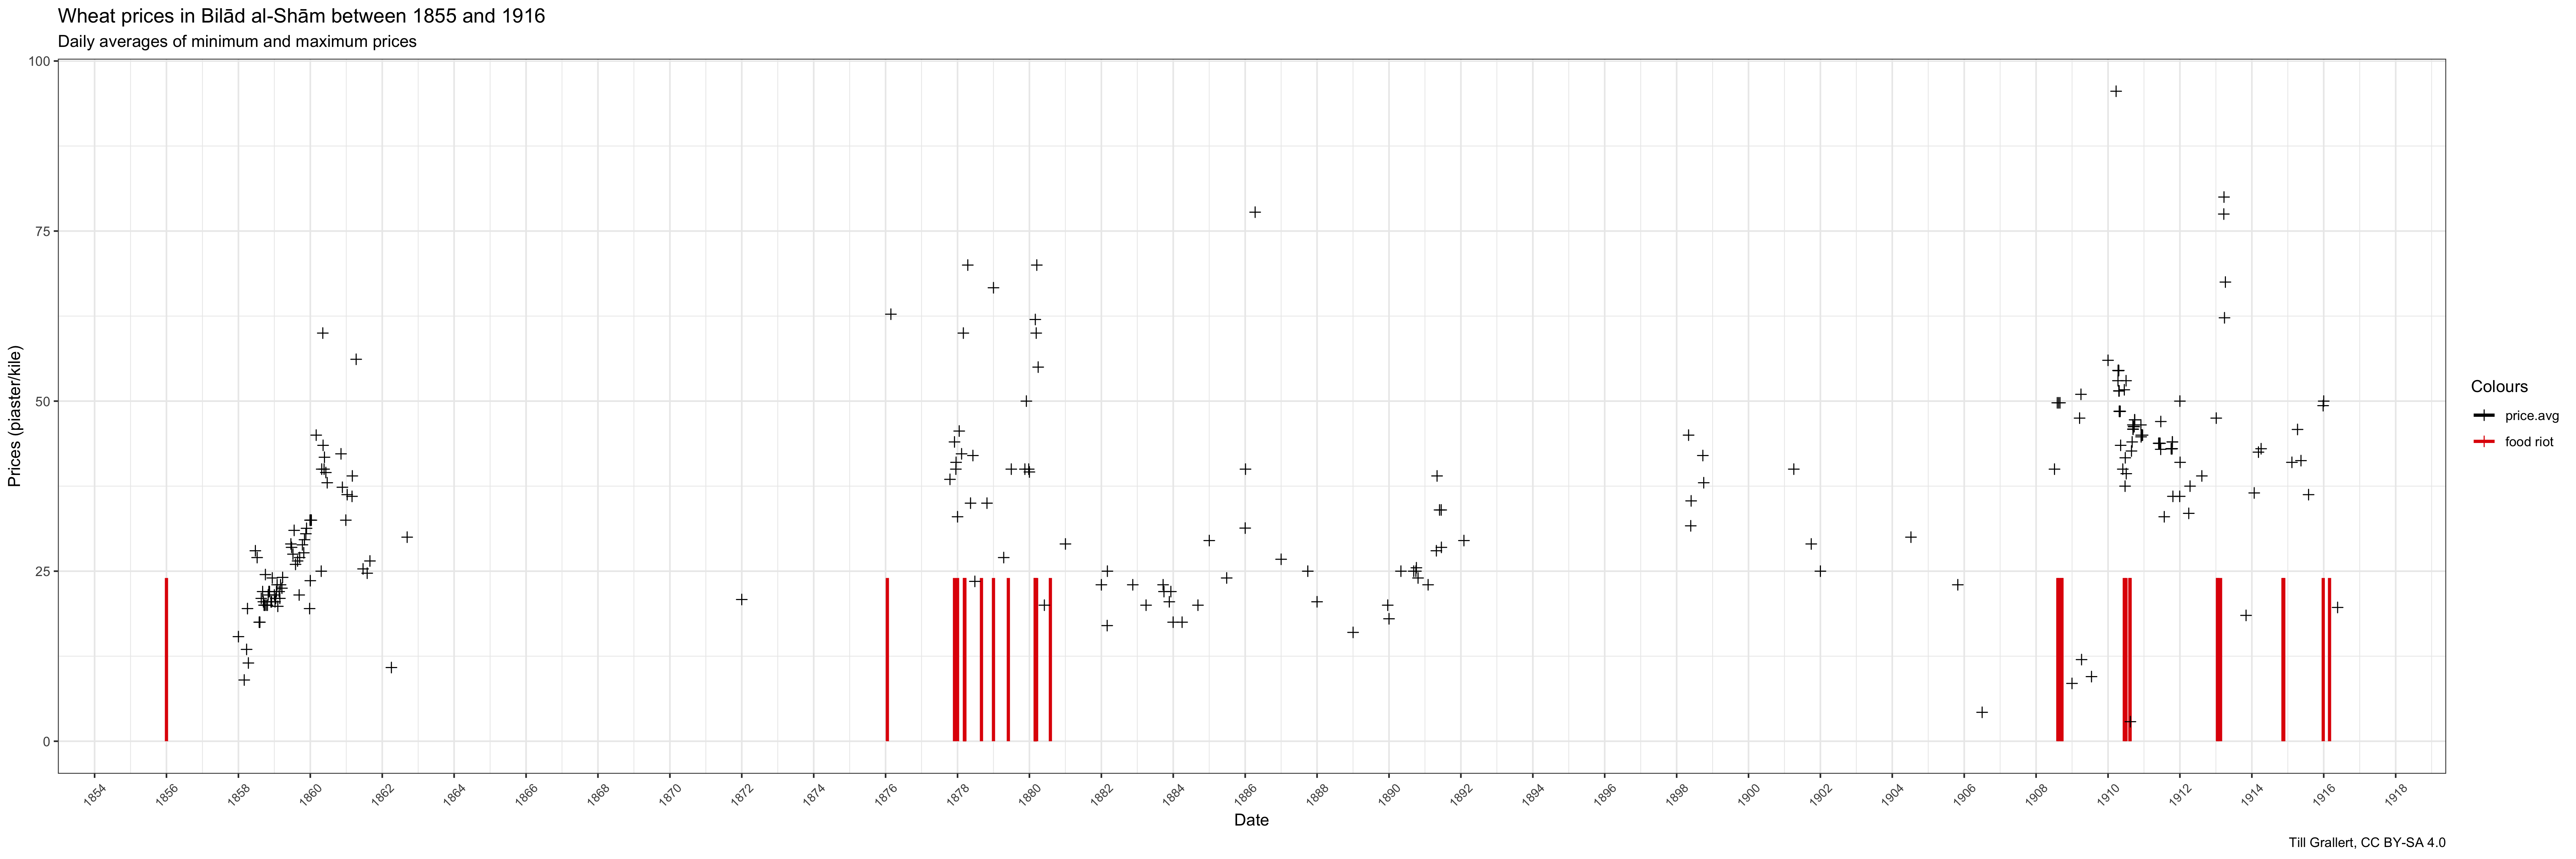 Wheat prices in Bilād al-Shām between 1855 and 1916
Daily averages of minimum and maximum prices
Prices (piaster/kile)
100
75
50
25
0
1854 1856 1858 1860 1862 1864 1866 1868 1870 1872 1874 1876 1878 1880 1882 1884 1886 1888 1890 1892 1894 1896 1898 1900 1902 1904 1906 1908 1910 1912 1914 1916 1918
Date
Colours
price.avg
food riot
Till Grallert, CC BY-SA 4.0